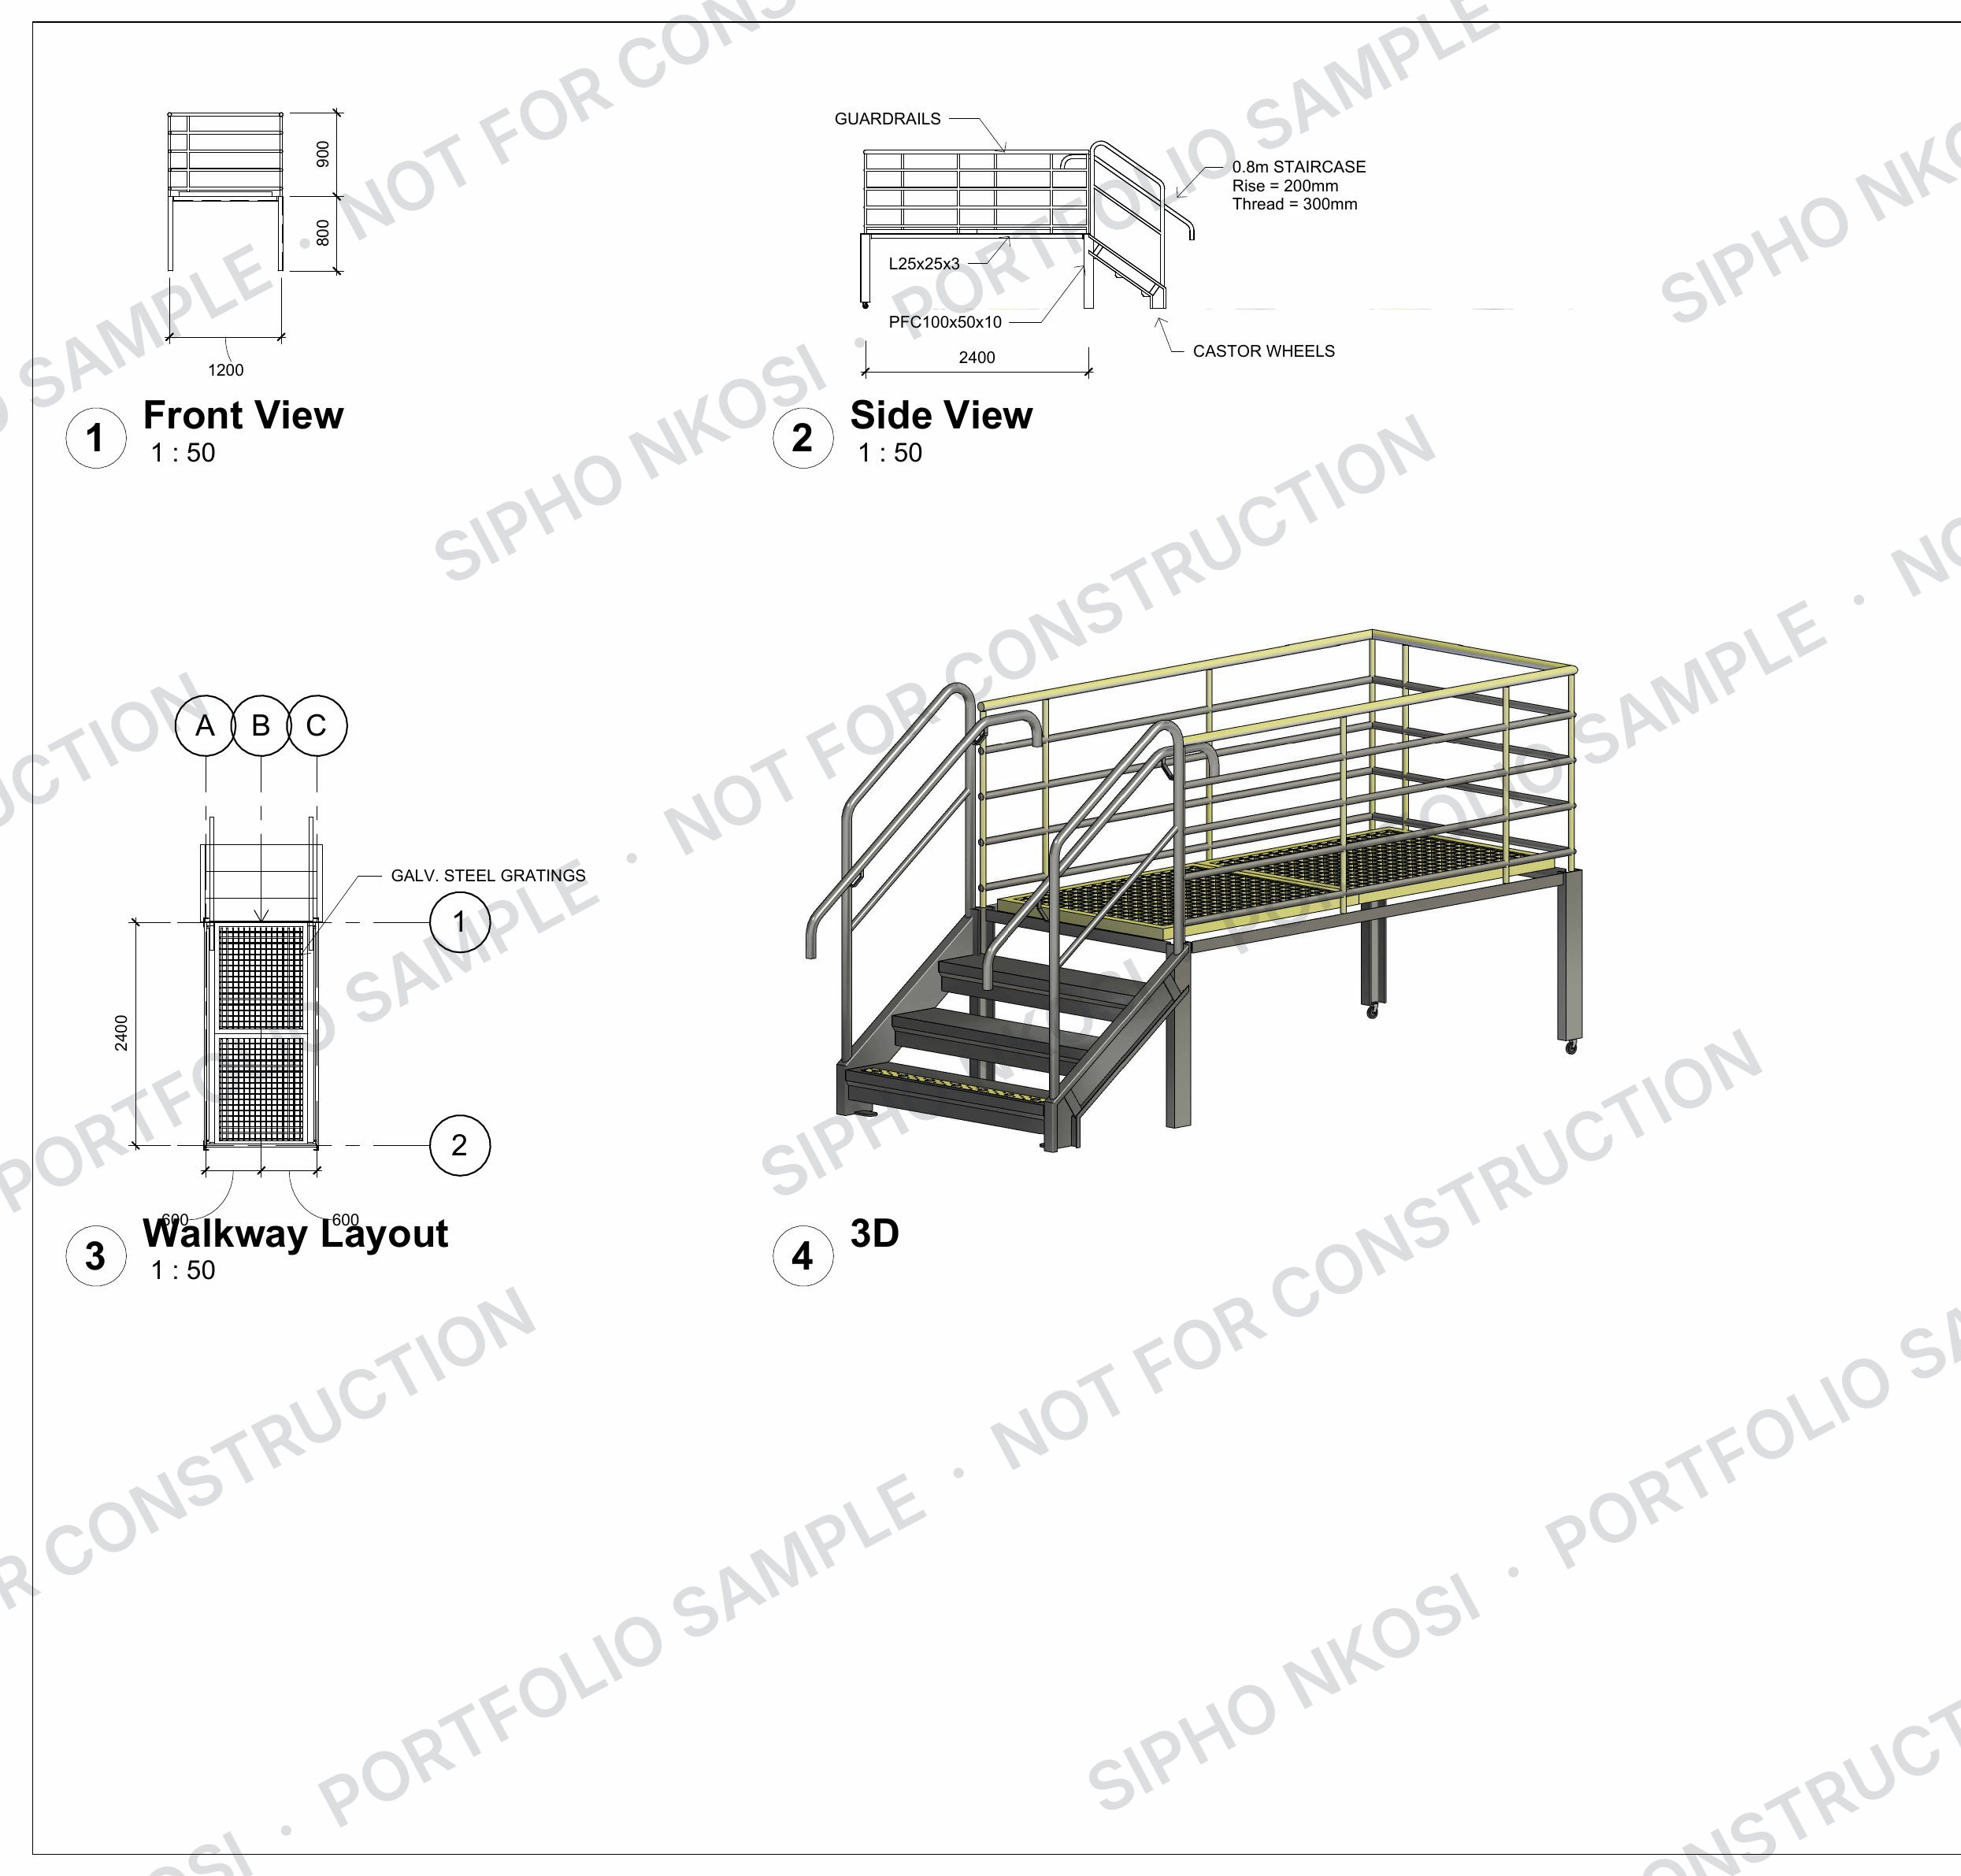 900
800
1200
1
Front View
1 : 50
GUARDRAILS
0.8m STAIRCASE
Rise = 200mm
Thread = 300mm
L25x25x3
PFC100x50x10
2400
CASTOR WHEELS
2
Side View
1 : 50
A B C
GALV. STEEL GRATINGS
1
2400
2
600 600
3
Walkway Layout
1 : 50
4
3D
SIPHO NKOSI · PORTFOLIO SAMPLE · NOT FOR CONSTRUCTION